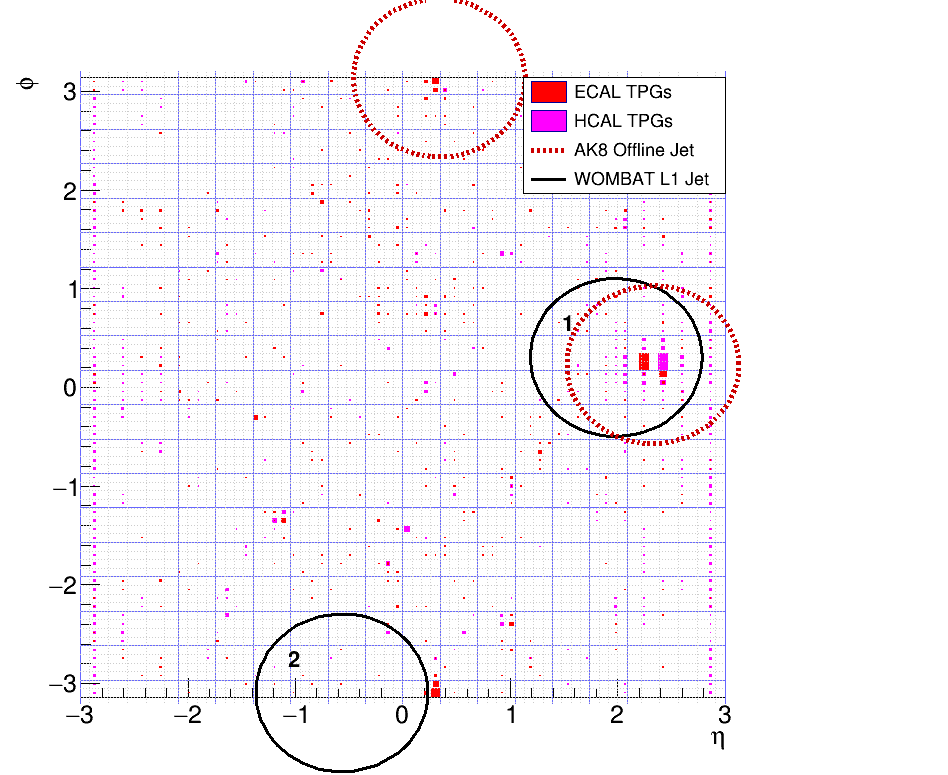 ϕ
3
2
1
0
−1
−2
−3
ECAL TPGs
HCAL TPGs
AK8 Offline Jet
WOMBAT L1 Jet
1
2
−3 −2 −1 0 1 2 3
η